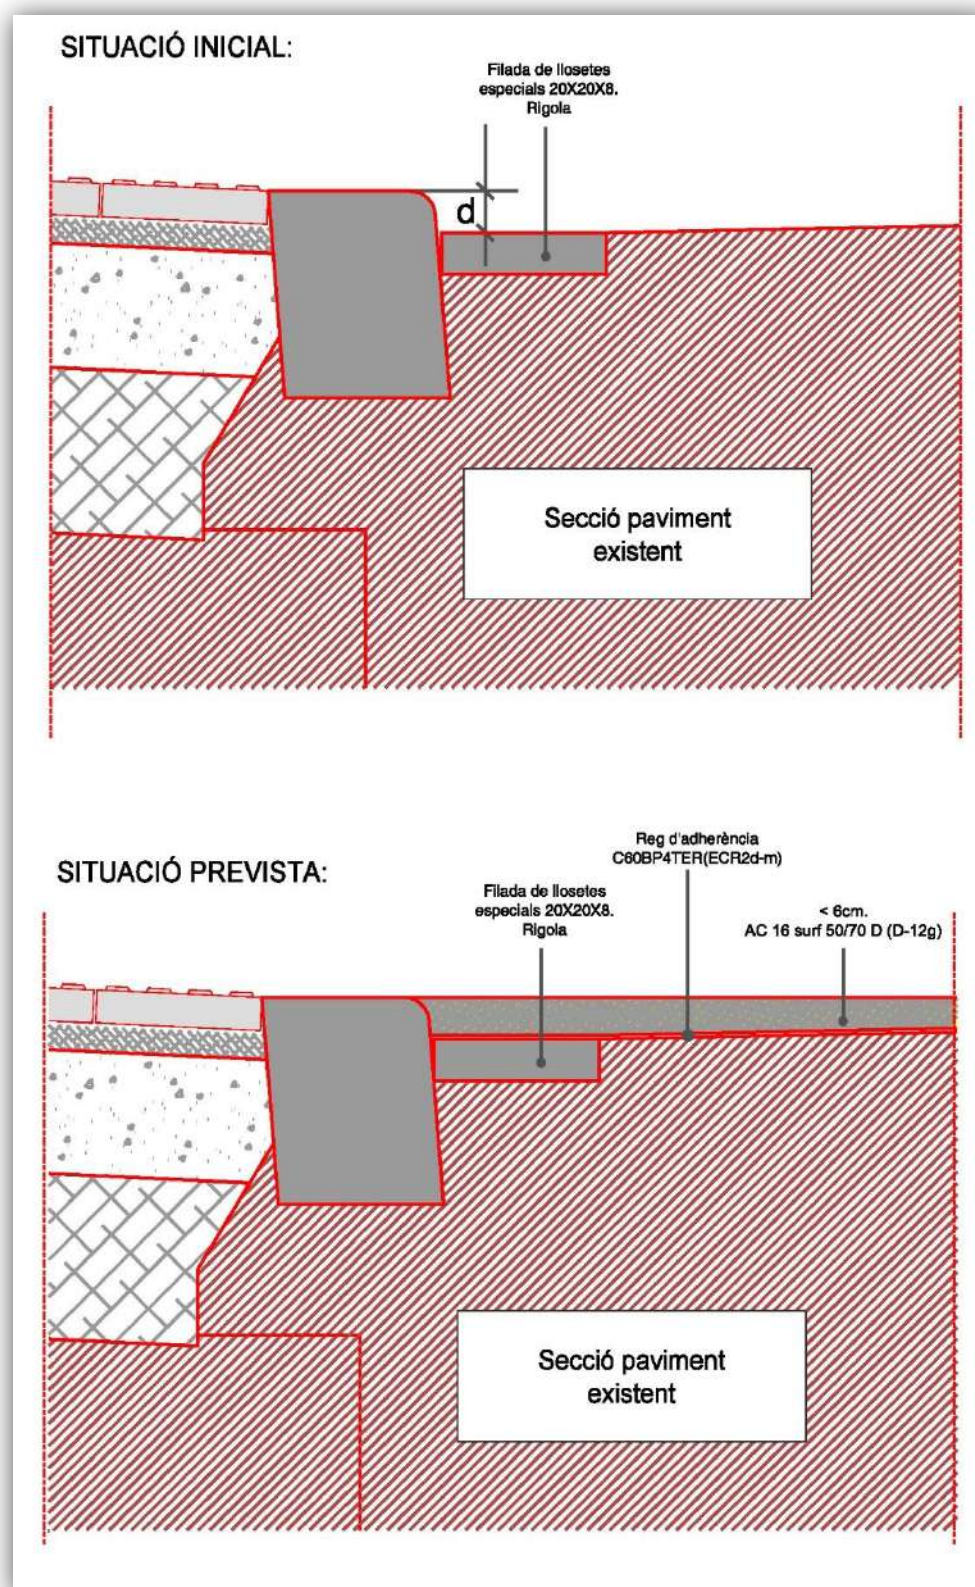 SITUACIÓ INICIAL:
Filada de llosetes
especials 20X20X8.
Rigola
d
Secció paviment
existent
SITUACIÓ PREVISTA:
Reg d'adherència
C60BP4TER(ECR2d-m)
Filada de llosetes
especials 20X20X8.
Rigola
< 6cm.
AC 16 surf 50/70 D (D-12g)
Secció paviment
existent